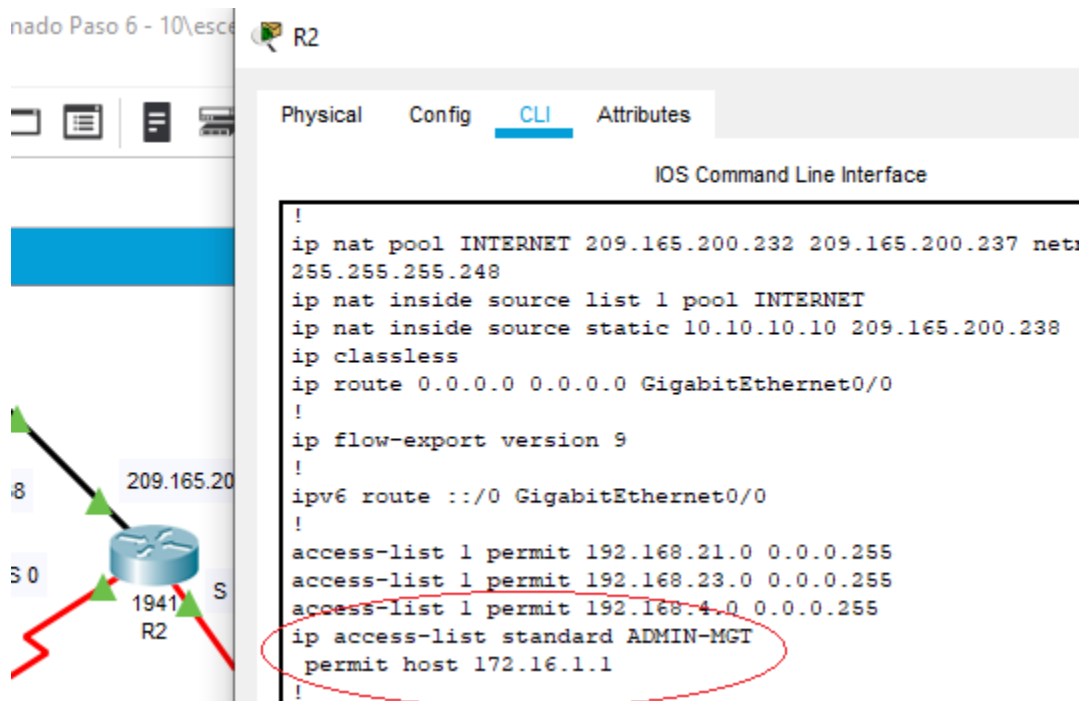 nado Paso 6 - 10\esce
R2
Physical Config CLI Attributes
IOS Command Line Interface
!
ip nat pool INTERNET 209.165.200.232 209.165.200.237 netm
255.255.255.248
ip nat inside source list 1 pool INTERNET
ip nat inside source static 10.10.10.10 209.165.200.238
ip classless
ip route 0.0.0.0 0.0.0.0 GigabitEthernet0/0
!
ip flow-export version 9
!
ipv6 route ::/0 GigabitEthernet0/0
!
access-list 1 permit 192.168.21.0 0.0.0.255
access-list 1 permit 192.168.23.0 0.0.0.255
access-list 1 permit 192.168.4.0 0.0.0.255
ip access-list standard ADMIN-MGT
permit host 172.16.1.1
!
8
209.165.20
S 0
S
1941
R2